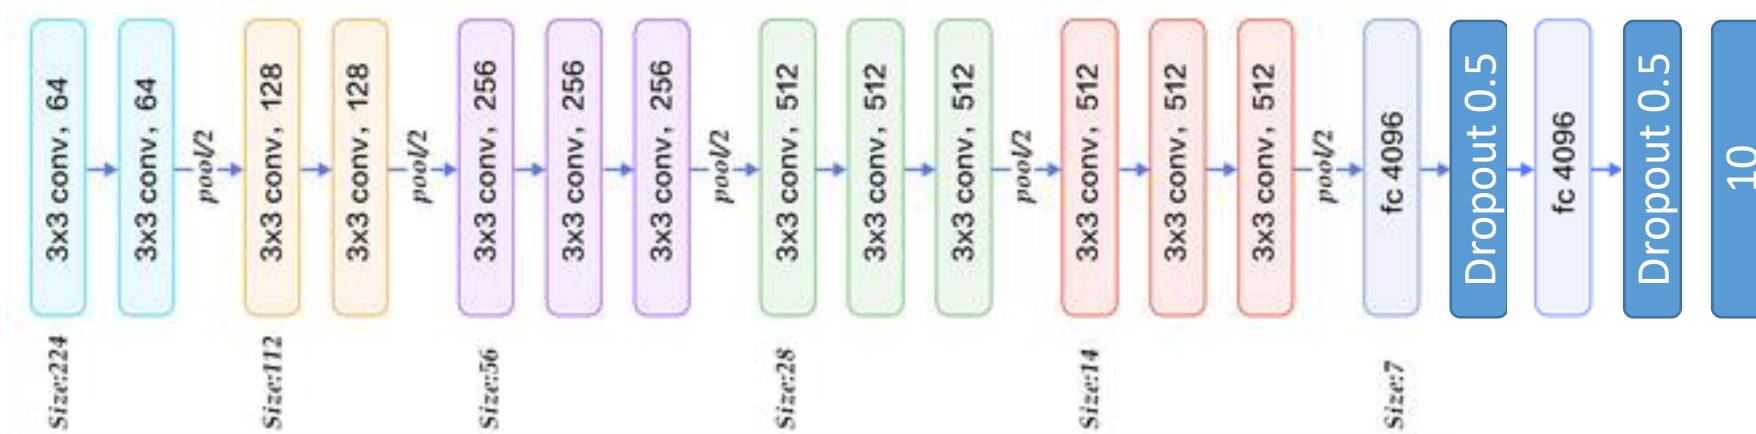 3x3 conv, 64
3x3 conv, 64
pool/2
3x3 conv, 128
3x3 conv, 128
pool/2
3x3 conv, 256
3x3 conv, 256
3x3 conv, 256
pool/2
3x3 conv, 512
3x3 conv, 512
3x3 conv, 512
pool/2
3x3 conv, 512
3x3 conv, 512
3x3 conv, 512
pool/2
fc 4096
Dropout 0.5
fc 4096
Dropout 0.5
10
Size:224
Size:112
Size:56
Size:28
Size:14
Size:7